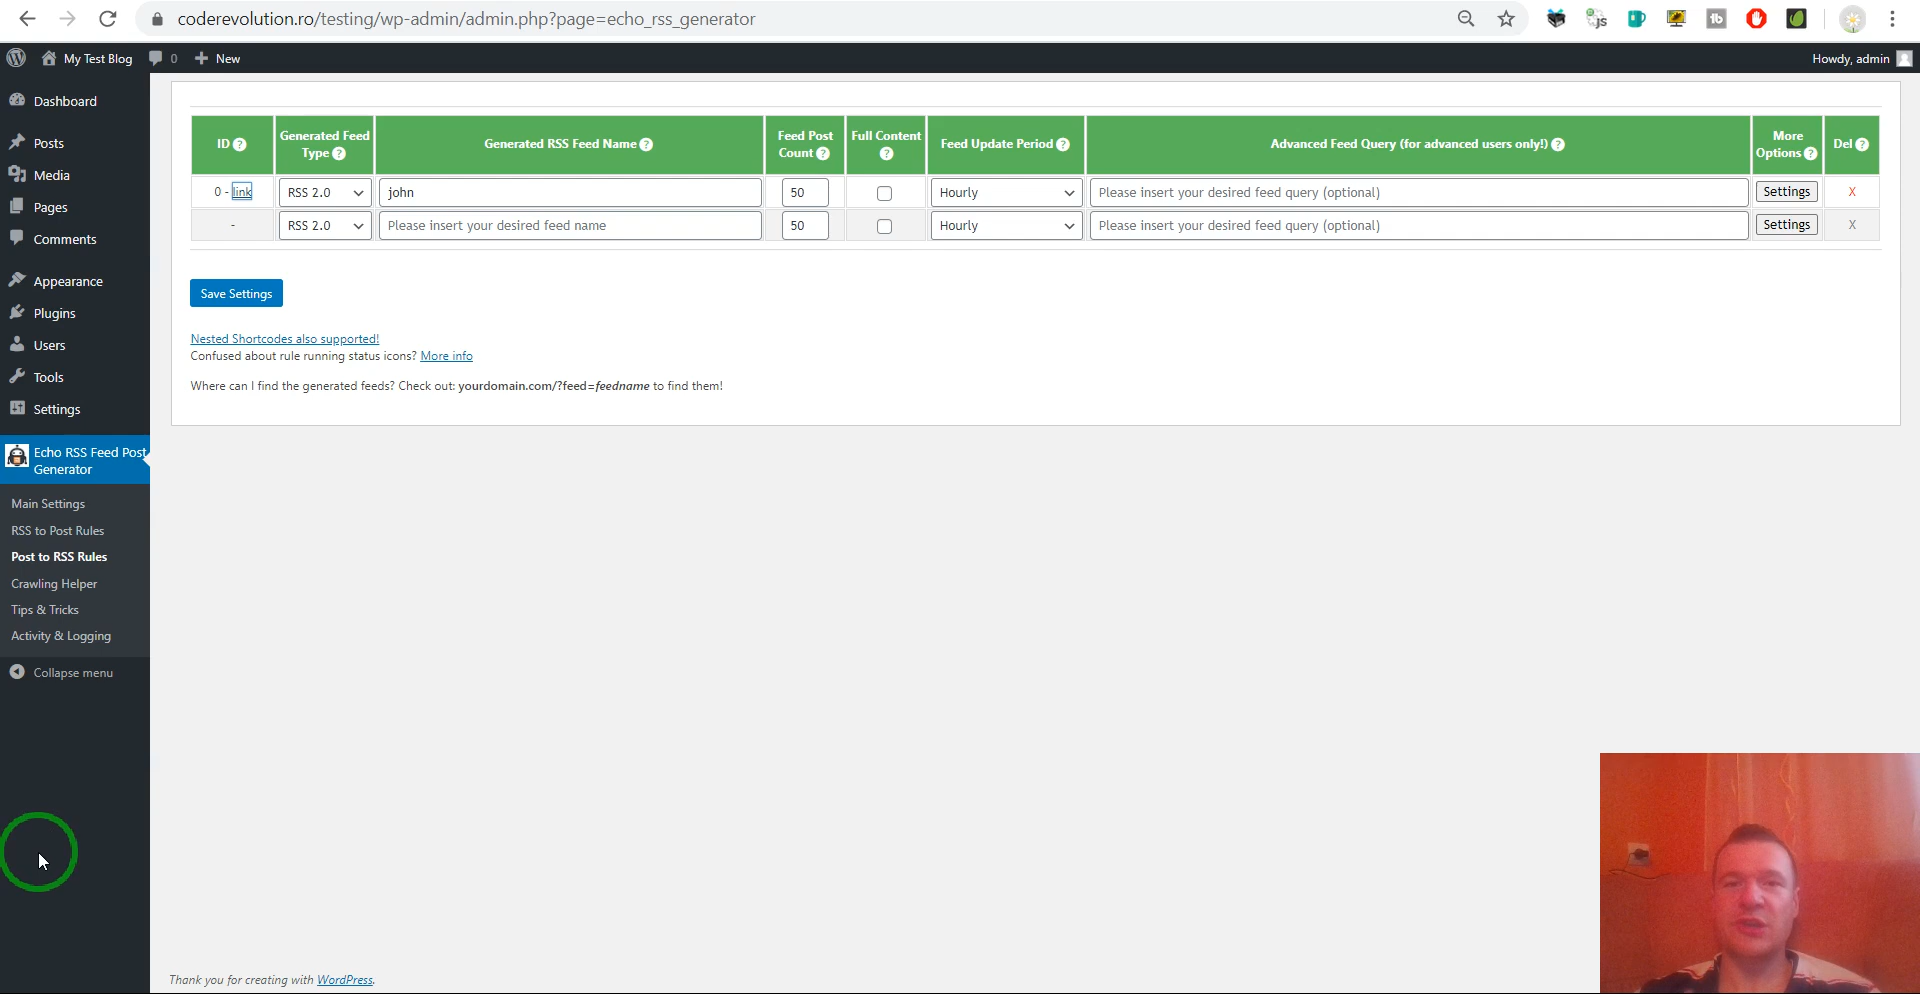 coderevolution.ro/testing/wp-admin/admin.php?page=echo_rss_generator
My Test Blog 0 New Howdy, admin
Dashboard
Posts
Media
Pages
Comments
Appearance
Plugins
Users
Tools
Settings
Echo RSS Feed Post
Generator
Main Settings
RSS to Post Rules
Post to RSS Rules
Crawling Helper
Tips & Tricks
Activity & Logging
Collapse menu
ID ? Generated Feed Type ? Generated RSS Feed Name ? Feed Post Count ? Full Content ? Feed Update Period ? Advanced Feed Query (for advanced users only!) ? More Options ? Del ?
0 - link RSS 2.0 john 50 Hourly Please insert your desired feed query (optional) Settings X
- RSS 2.0 Please insert your desired feed name 50 Hourly Please insert your desired feed query (optional) Settings X
Save Settings
Nested Shortcodes also supported!
Confused about rule running status icons? More info
Where can I find the generated feeds? Check out: yourdomain.com/?feed=feedname to find them!
Thank you for creating with WordPress.